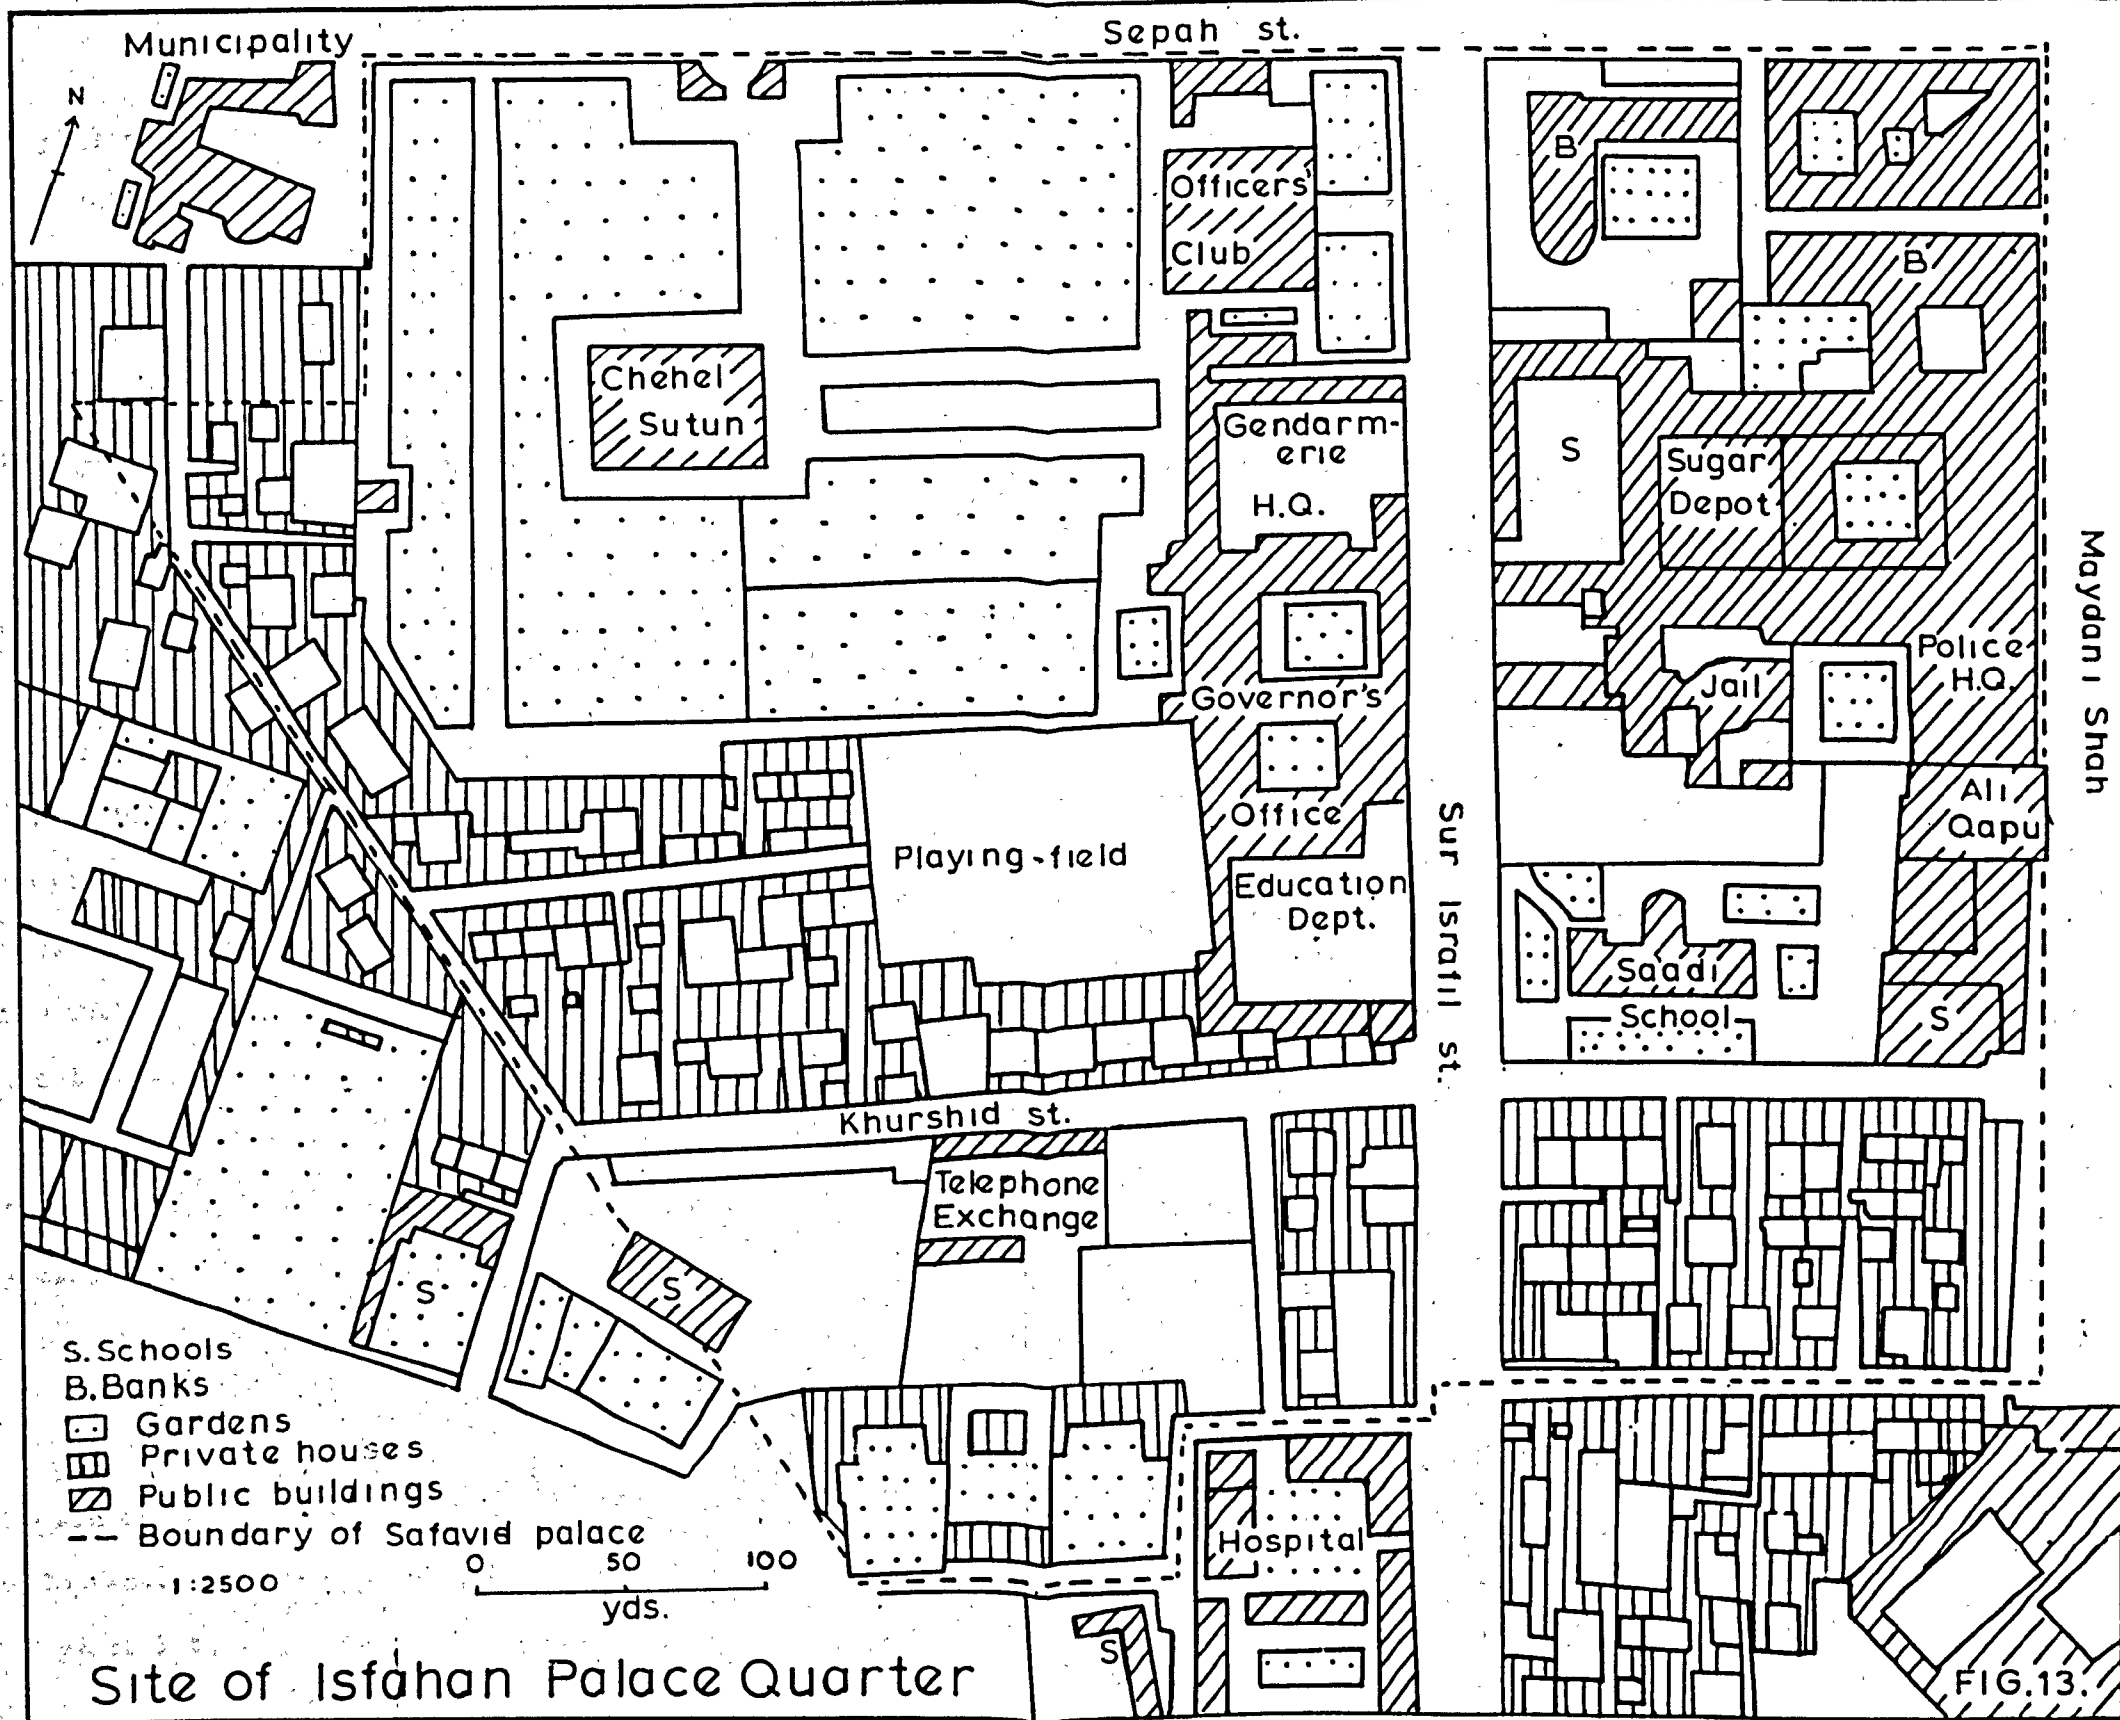 Sepah st.
Municipality
N
B
Officers'
Club
B
Chehel
Sutun
Gendarm-
erie
H.Q.
S
Sugar
Depot
Maydan i Shah
Police
H.Q.
Jail
Governor's
Office
Ali
Qapu
Playing-field
Sur Israfil st.
Education
Dept.
Sa'adi
School
S
Khurshid st.
Telephone
Exchange
S
S
S. Schools
B. Banks
Gardens
Private houses
Public buildings
Boundary of Safavid palace
0 50 100
1:2500
yds.
Hospital
S
Site of Isfahan Palace Quarter
FIG.13.